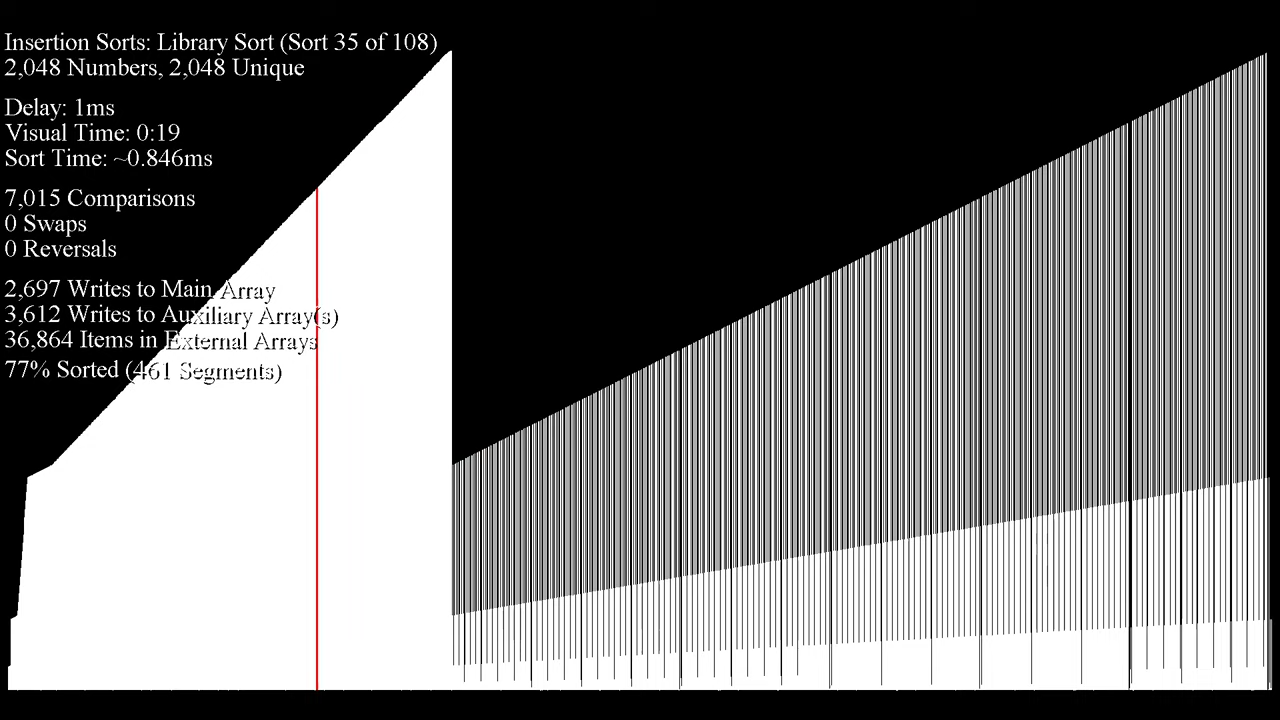 Insertion Sorts: Library Sort (Sort 35 of 108)
2,048 Numbers, 2,048 Unique
Delay: 1ms
Visual Time: 0:19
Sort Time: ~0.846ms
7,015 Comparisons
0 Swaps
0 Reversals
2,697 Writes to Main Array
3,612 Writes to Auxiliary Array(s)
36,864 Items in External Arrays
77% Sorted (461 Segments)